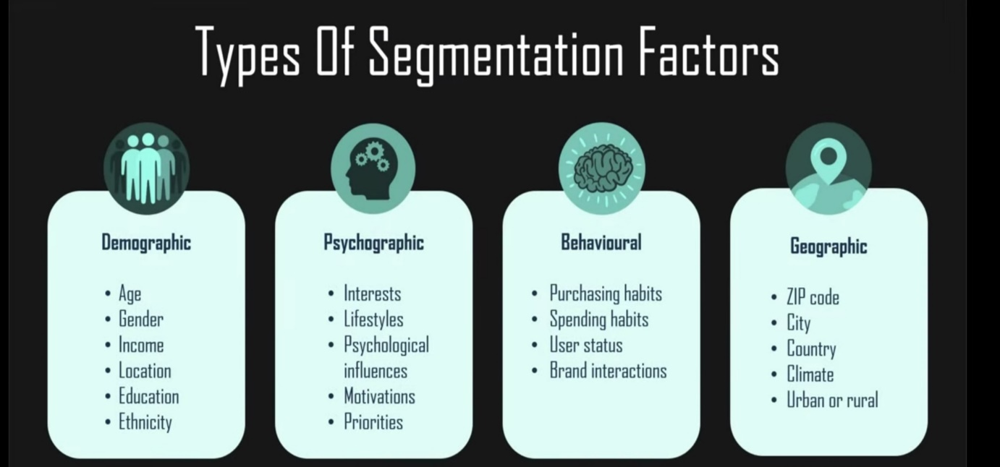 Types Of Segmentation Factors
Demographic
• Age
• Gender
• Income
• Location
• Education
• Ethnicity
Psychographic
• Interests
• Lifestyles
• Psychological
influences
• Motivations
• Priorities
Behavioural
• Purchasing habits
• Spending habits
• User status
• Brand interactions
Geographic
• ZIP code
• City
• Country
• Climate
• Urban or rural